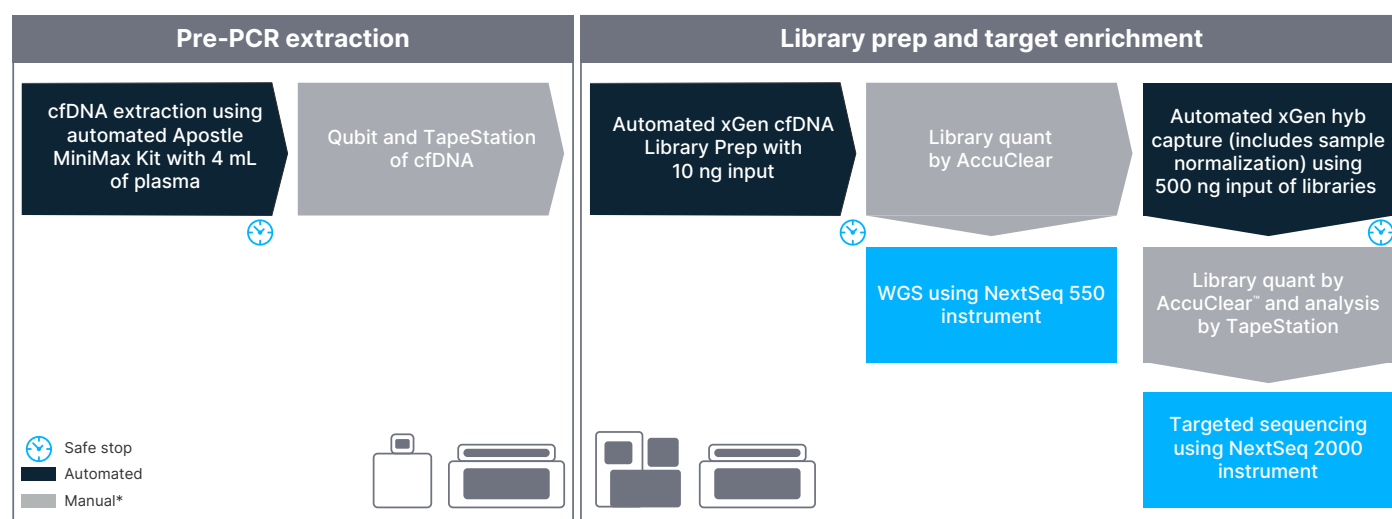 Pre-PCR extraction
Library prep and target enrichment
cfDNA extraction using
automated Apostle
MiniMax Kit with 4 mL
of plasma
Qubit and TapeStation
of cfDNA
Automated xGen cfDNA
Library Prep with
10 ng input
Library quant
by AccuClear
Automated xGen hyb
capture (includes sample
normalization) using
500 ng input of libraries
WGS using NextSeq 550
instrument
Library quant by
AccuClear™ and analysis
by TapeStation
Targeted sequencing
using NextSeq 2000
instrument
Safe stop
Automated
Manual*